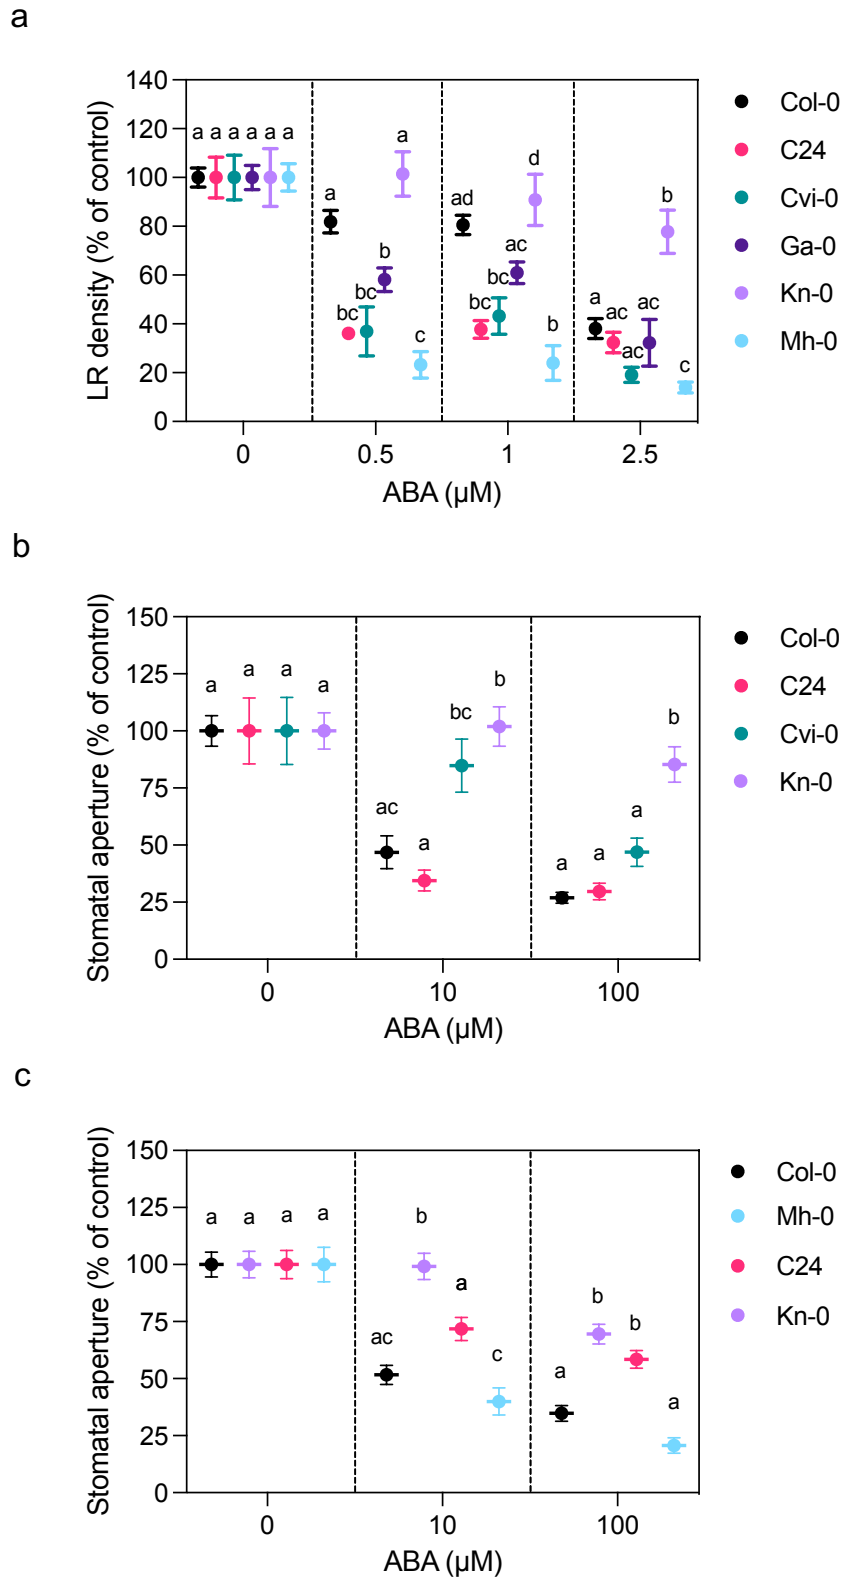 a
LR density (% of control)
140
120
100
80
60
40
20
0
a a a a a a
a
bc
bc
b
a
c
ad
bc
bc
ac
d
b
a
ac
ac
ac
b
c
0 0.5 1 2.5
ABA (µM)
Col-0
C24
Cvi-0
Ga-0
Kn-0
Mh-0
b
Stomatal aperture (% of control)
150
125
100
75
50
25
0
a a a a
ac
a
bc
b
a
a
a
b
0 10 100
ABA (µM)
Col-0
C24
Cvi-0
Kn-0
c
Stomatal aperture (% of control)
150
125
100
75
50
25
0
a a a a
ac
b
a
c
a
b
b
a
0 10 100
ABA (µM)
Col-0
Mh-0
C24
Kn-0